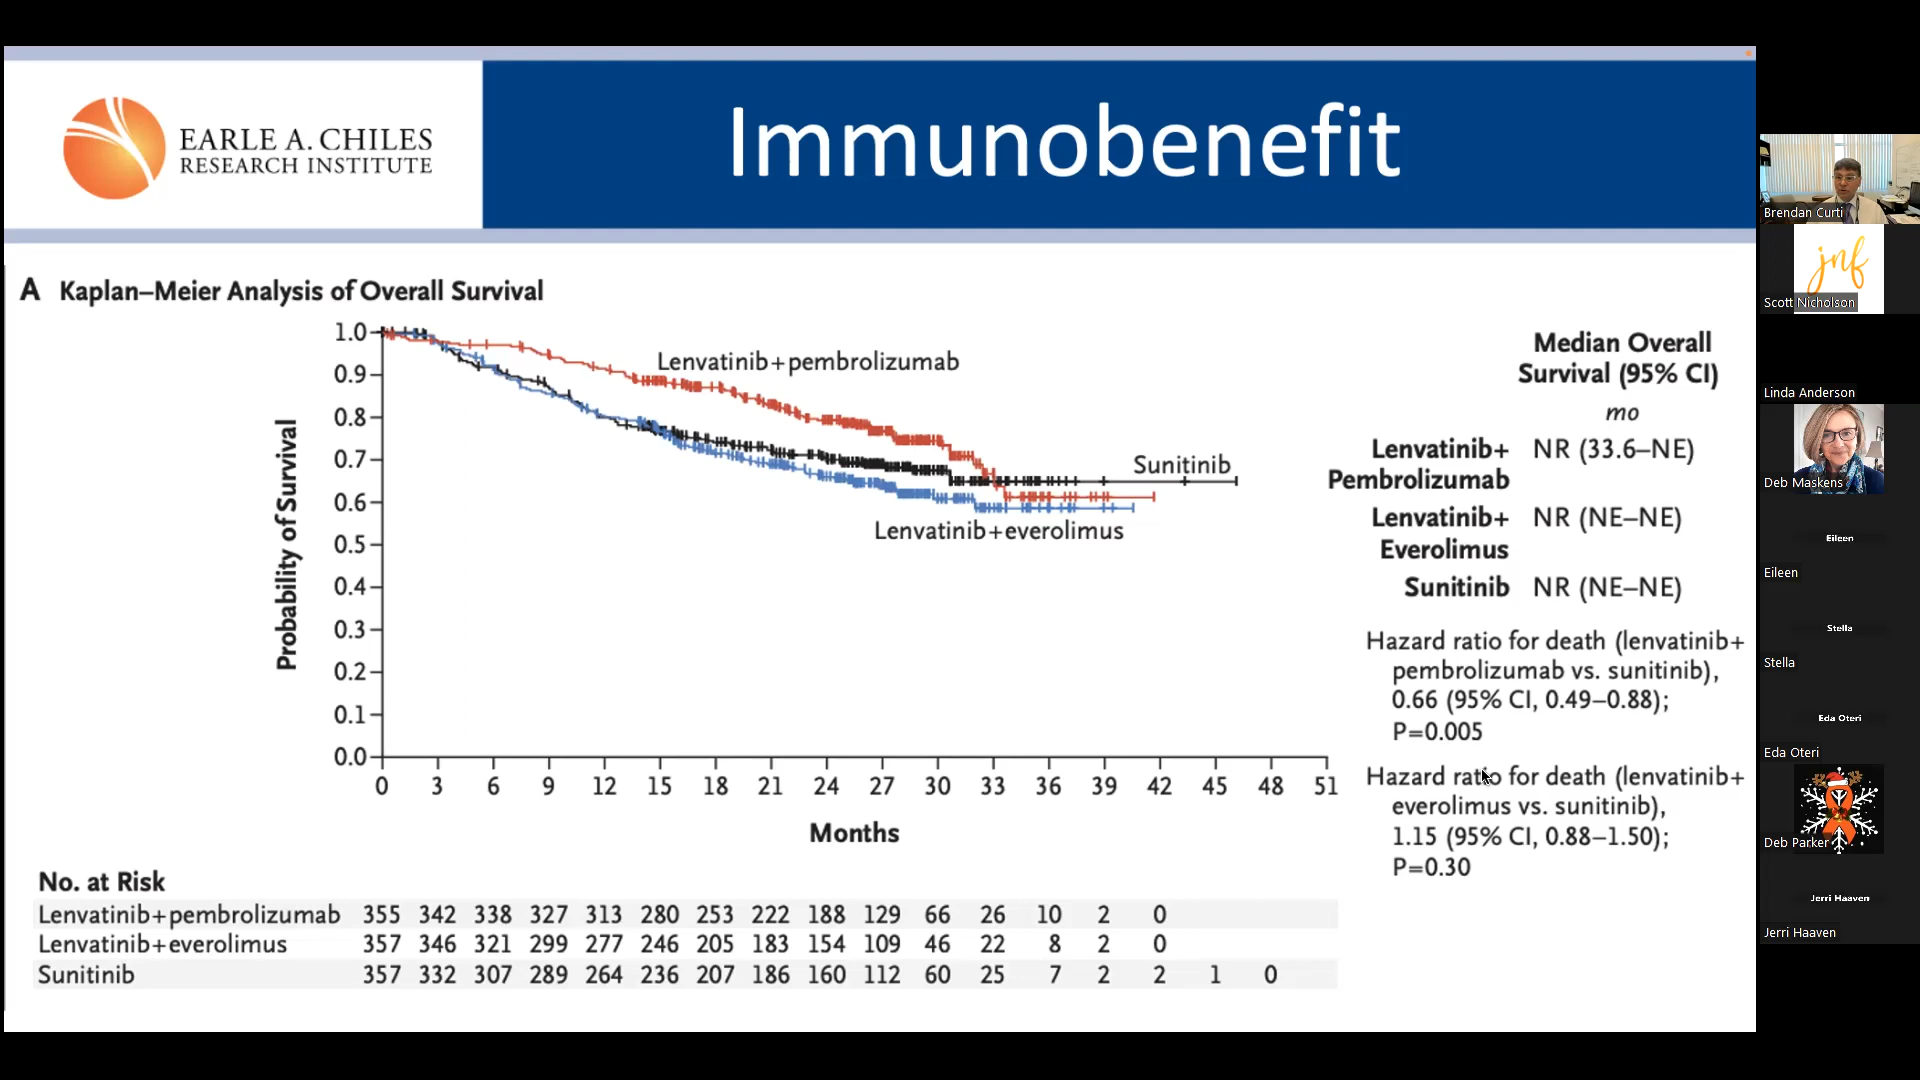 EARLE A. CHILES
RESEARCH INSTITUTE
Immunobenefit
A Kaplan–Meier Analysis of Overall Survival
Probability of Survival
1.0
0.9
0.8
0.7
0.6
0.5
0.4
0.3
0.2
0.1
0.0
Lenvatinib+pembrolizumab
Sunitinib
Lenvatinib+everolimus
0 3 6 9 12 15 18 21 24 27 30 33 36 39 42 45 48 51
Months
Median Overall
Survival (95% CI)
mo
Lenvatinib+ NR (33.6–NE)
Pembrolizumab
Lenvatinib+ NR (NE–NE)
Everolimus
Sunitinib NR (NE–NE)
Hazard ratio for death (lenvatinib+
pembrolizumab vs. sunitinib),
0.66 (95% CI, 0.49–0.88);
P=0.005
Hazard ratio for death (lenvatinib+
everolimus vs. sunitinib),
1.15 (95% CI, 0.88–1.50);
P=0.30
No. at Risk
Lenvatinib+pembrolizumab 355 342 338 327 313 280 253 222 188 129 66 26 10 2 0
Lenvatinib+everolimus 357 346 321 299 277 246 205 183 154 109 46 22 8 2 0
Sunitinib 357 332 307 289 264 236 207 186 160 112 60 25 7 2 2 1 0
Brendan Curti
jnf
Scott Nicholson
Linda Anderson
Deb Maskens
Eileen
Eileen
Stella
Stella
Eda Oteri
Eda Oteri
Deb Parker
Jerri Haaven
Jerri Haaven